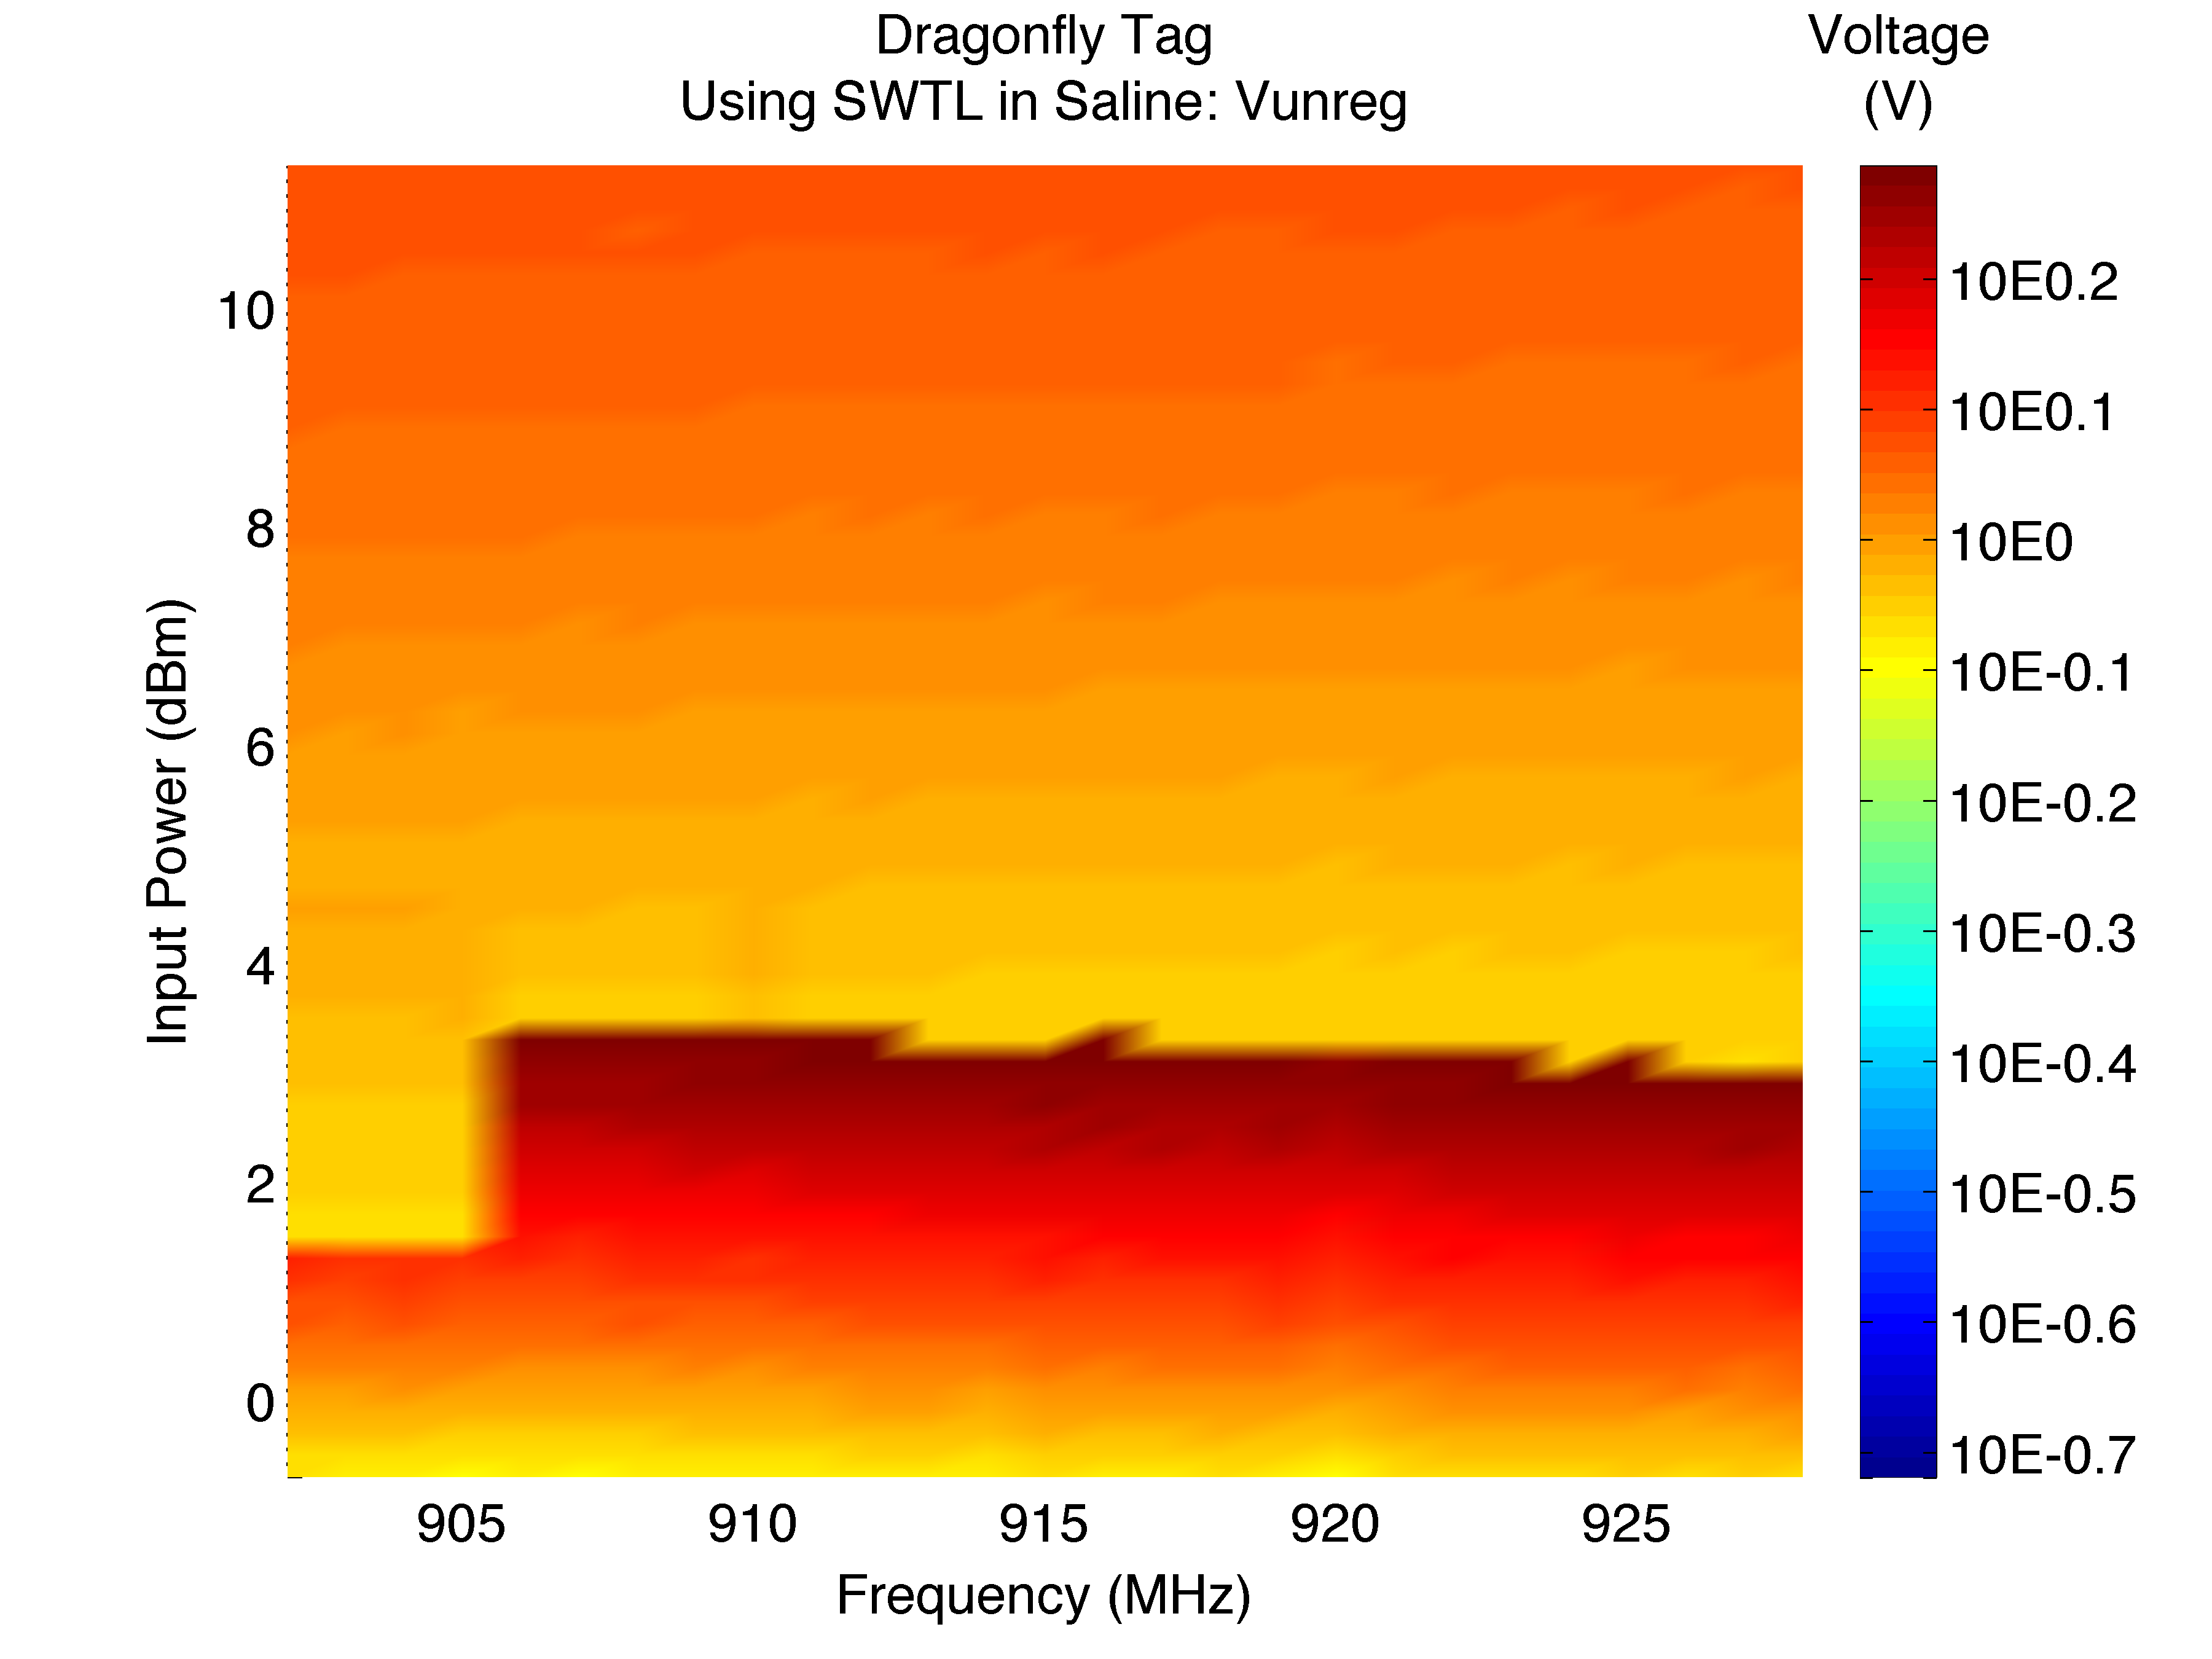 Dragonfly Tag
Using SWTL in Saline: Vunreg
Voltage
(V)
10
8
6
4
2
0
Input Power (dBm)
905
910
915
920
925
Frequency (MHz)
10E0.2
10E0.1
10E0
10E-0.1
10E-0.2
10E-0.3
10E-0.4
10E-0.5
10E-0.6
10E-0.7